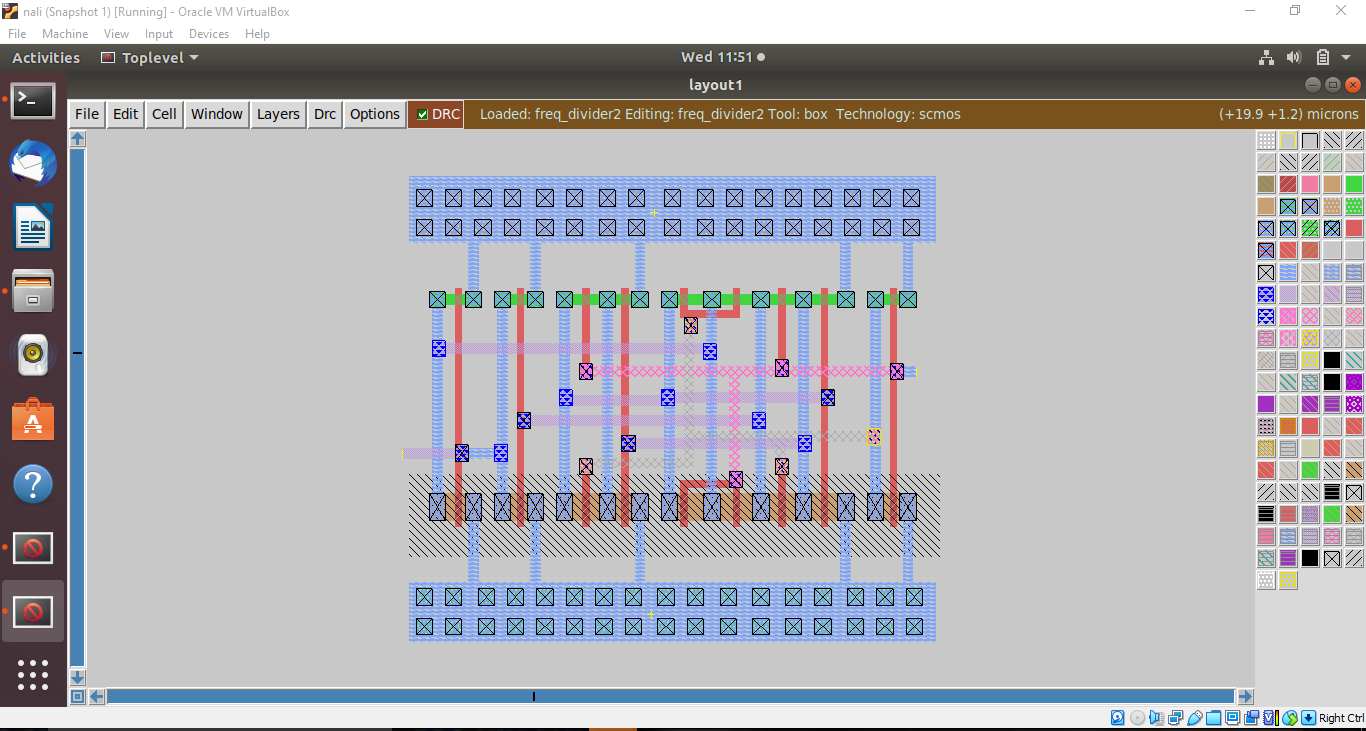 nali (Snapshot 1) [Running] - Oracle VM VirtualBox
File Machine View Input Devices Help
Activities Toplevel Wed 11:51
layout1
File Edit Cell Window Layers Drc Options DRC Loaded: freq_divider2 Editing: freq_divider2 Tool: box Technology: scmos (+19.9 +1.2) microns
Right Ctrl